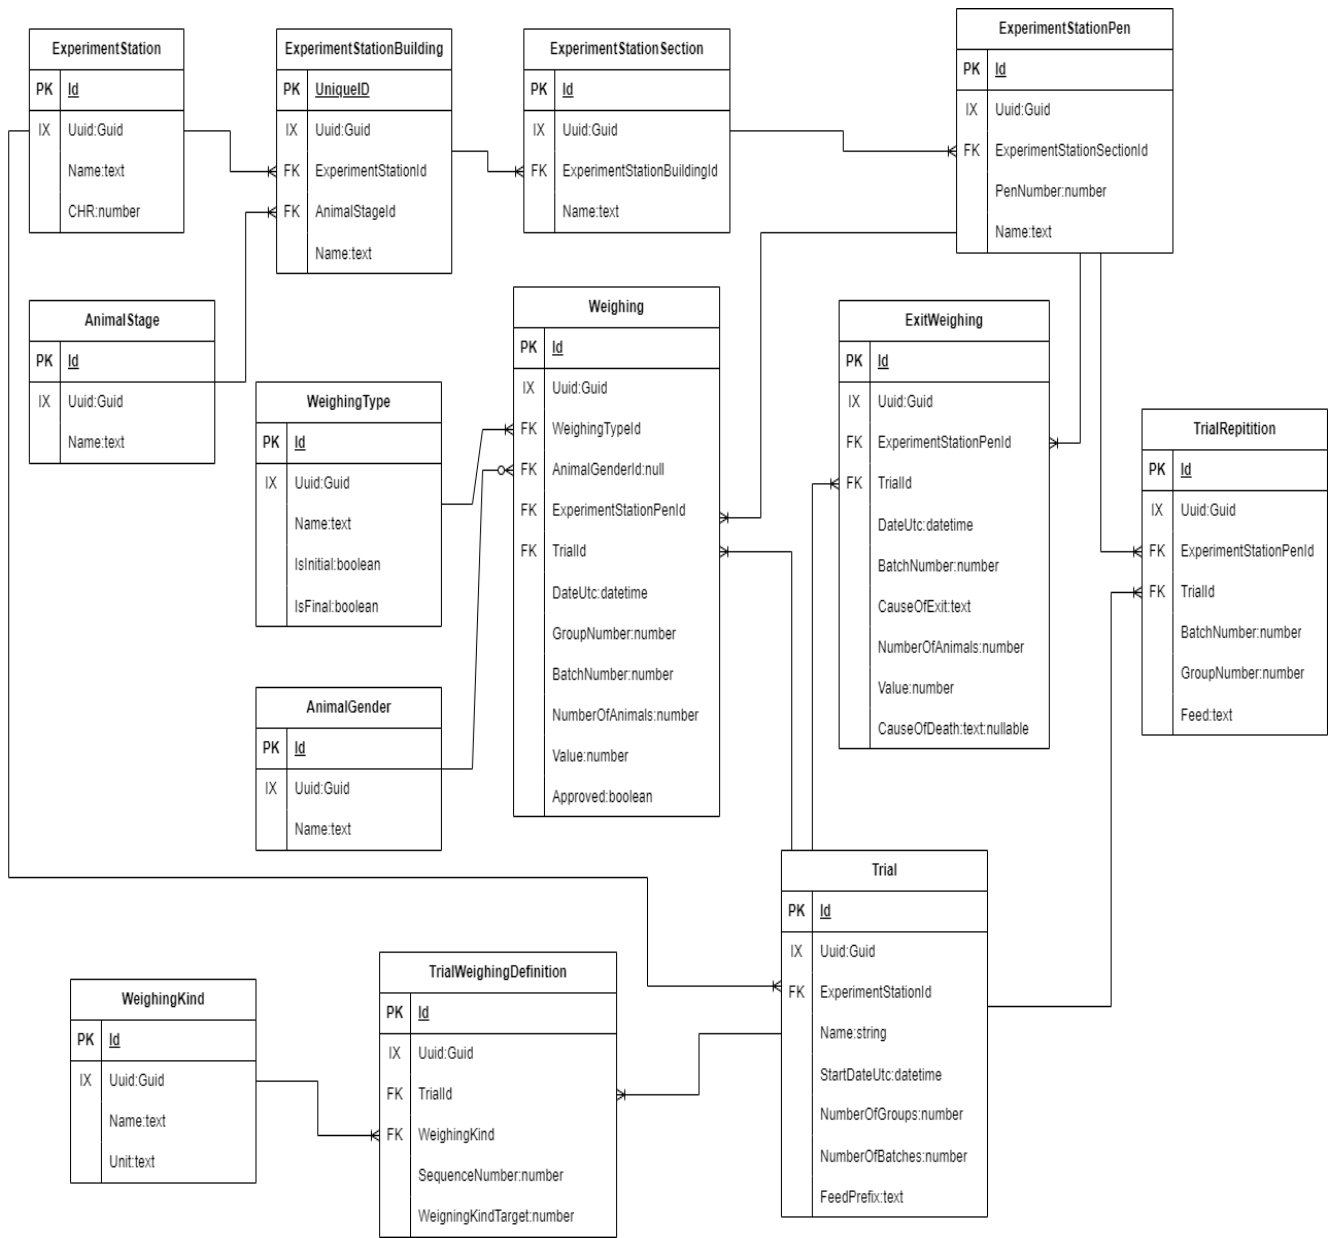 ExperimentStation
PK Id
IX Uuid:Guid
Name:text
CHR:number
ExperimentStationBuilding
PK UniqueID
IX Uuid:Guid
FK ExperimentStationId
FK AnimalStageId
Name:text
ExperimentStationSection
PK Id
IX Uuid:Guid
FK ExperimentStationBuildingId
Name:text
ExperimentStationPen
PK Id
IX Uuid:Guid
FK ExperimentStationSectionId
PenNumber:number
Name:text
AnimalStage
PK Id
IX Uuid:Guid
Name:text
WeighingType
PK Id
IX Uuid:Guid
Name:text
IsInitial:boolean
IsFinal:boolean
Weighing
PK Id
IX Uuid:Guid
FK WeighingTypeId
FK AnimalGenderId:null
FK ExperimentStationPenId
FK TrialId
DateUtc:datetime
GroupNumber:number
BatchNumber:number
NumberOfAnimals:number
Value:number
Approved:boolean
ExitWeighing
PK Id
IX Uuid:Guid
FK ExperimentStationPenId
FK TrialId
DateUtc:datetime
BatchNumber:number
CauseOfExit:text
NumberOfAnimals:number
Value:number
CauseOfDeath:text:nullable
TrialRepitition
PK Id
IX Uuid:Guid
FK ExperimentStationPenId
FK TrialId
BatchNumber:number
GroupNumber:number
Feed:text
AnimalGender
PK Id
IX Uuid:Guid
Name:text
Trial
PK Id
IX Uuid:Guid
FK ExperimentStationId
Name:string
StartDateUtc:datetime
NumberOfGroups:number
NumberOfBatches:number
FeedPrefix:text
WeighingKind
PK Id
IX Uuid:Guid
Name:text
Unit:text
TrialWeighingDefinition
PK Id
IX Uuid:Guid
FK TrialId
FK WeighingKind
SequenceNumber:number
WeigningKindTarget:number